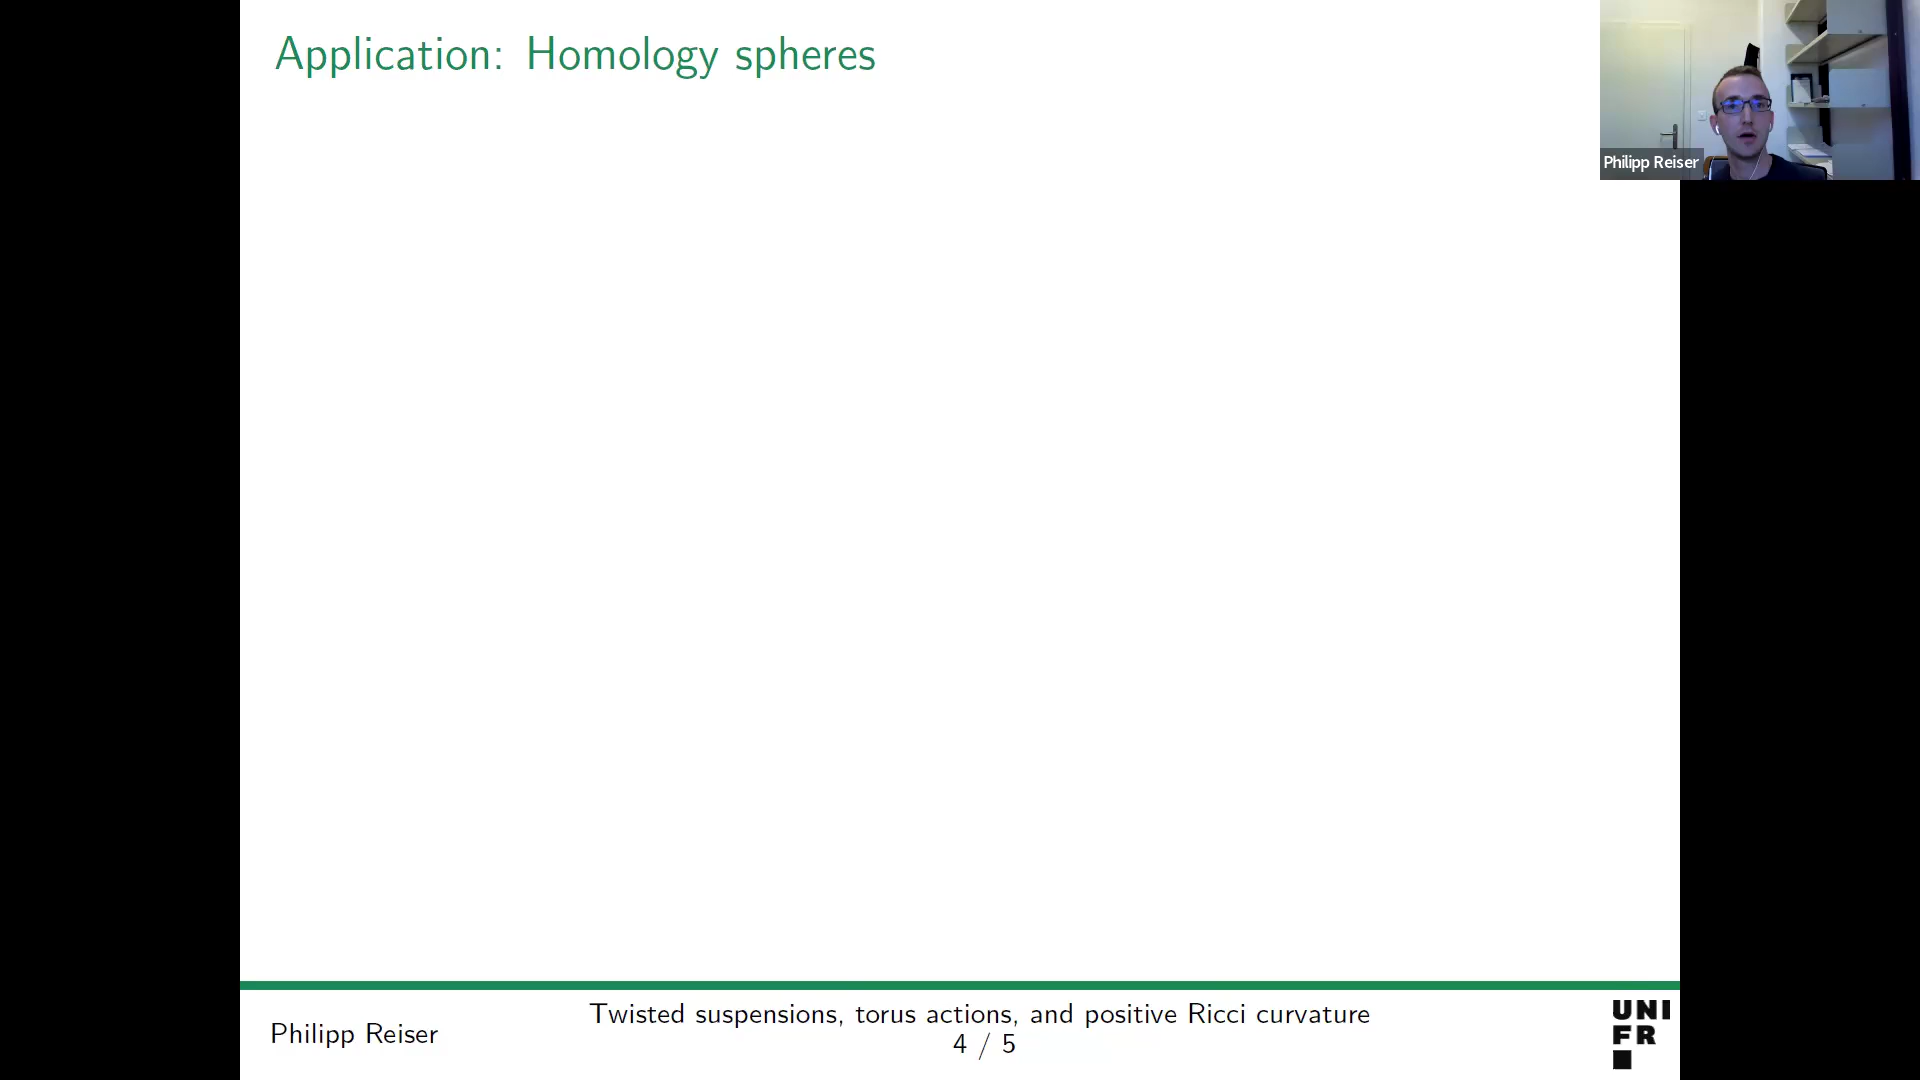 Application: Homology spheres
Philipp Reiser
Philipp Reiser
Twisted suspensions, torus actions, and positive Ricci curvature
4 / 5
UNI
FR